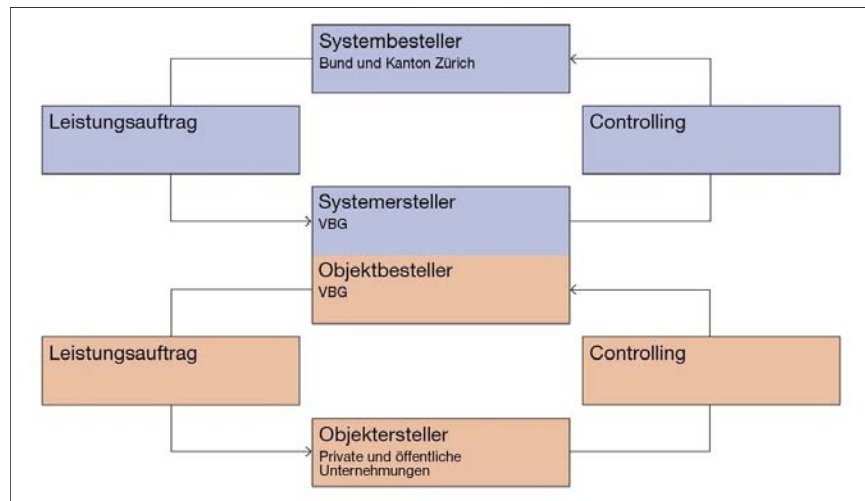 Systembesteller
Bund und Kanton Zürich
Leistungsauftrag
Controlling
Systemersteller
VBG
Objektbesteller
VBG
Leistungsauftrag
Controlling
Objektersteller
Private und öffentliche
Unternehmungen